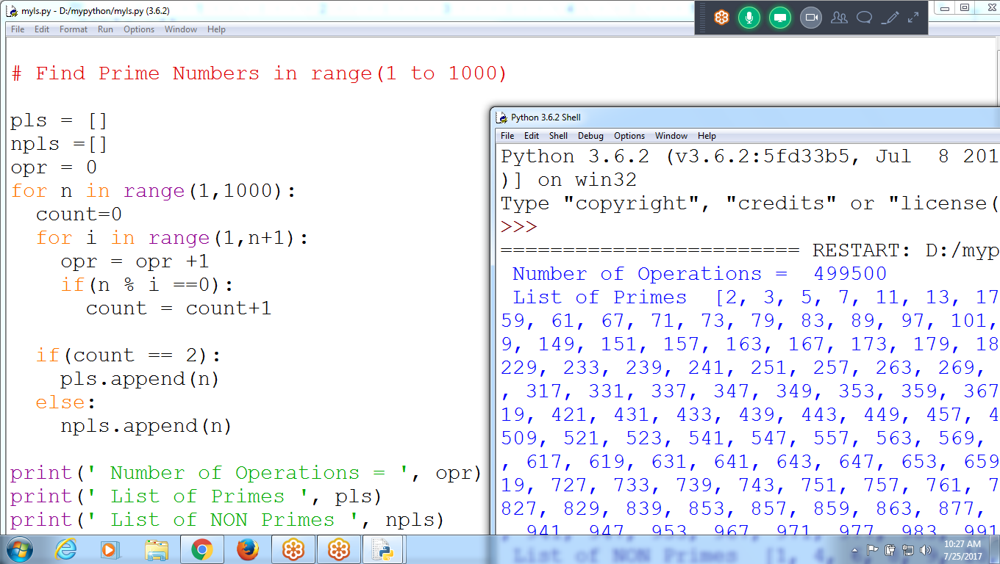 myls.py - D:/mypython/myls.py (3.6.2)
File Edit Format Run Options Window Help
# Find Prime Numbers in range(1 to 1000)
pls = []
npls =[]
opr = 0
for n in range(1,1000):
  count=0
  for i in range(1,n+1):
    opr = opr +1
    if(n % i ==0):
      count = count+1
  if(count == 2):
    pls.append(n)
  else:
    npls.append(n)
print(' Number of Operations = ', opr)
print(' List of Primes ', pls)
print(' List of NON Primes ', npls)
Python 3.6.2 Shell
File Edit Shell Debug Options Window Help
Python 3.6.2 (v3.6.2:5fd33b5, Jul  8 201
)] on win32
Type "copyright", "credits" or "license(
>>>
======================== RESTART: D:/myp
 Number of Operations =  499500
 List of Primes  [2, 3, 5, 7, 11, 13, 17
59, 61, 67, 71, 73, 79, 83, 89, 97, 101,
9, 149, 151, 157, 163, 167, 173, 179, 18
229, 233, 239, 241, 251, 257, 263, 269,
, 317, 331, 337, 347, 349, 353, 359, 367
19, 421, 431, 433, 439, 443, 449, 457, 4
509, 521, 523, 541, 547, 557, 563, 569,
, 617, 619, 631, 641, 643, 647, 653, 659
19, 727, 733, 739, 743, 751, 757, 761, 7
827, 829, 839, 853, 857, 859, 863, 877,
, 941, 947, 953, 967, 971, 977, 983, 991
List of NON Primes [1, 4,
10:27 AM
7/25/2017